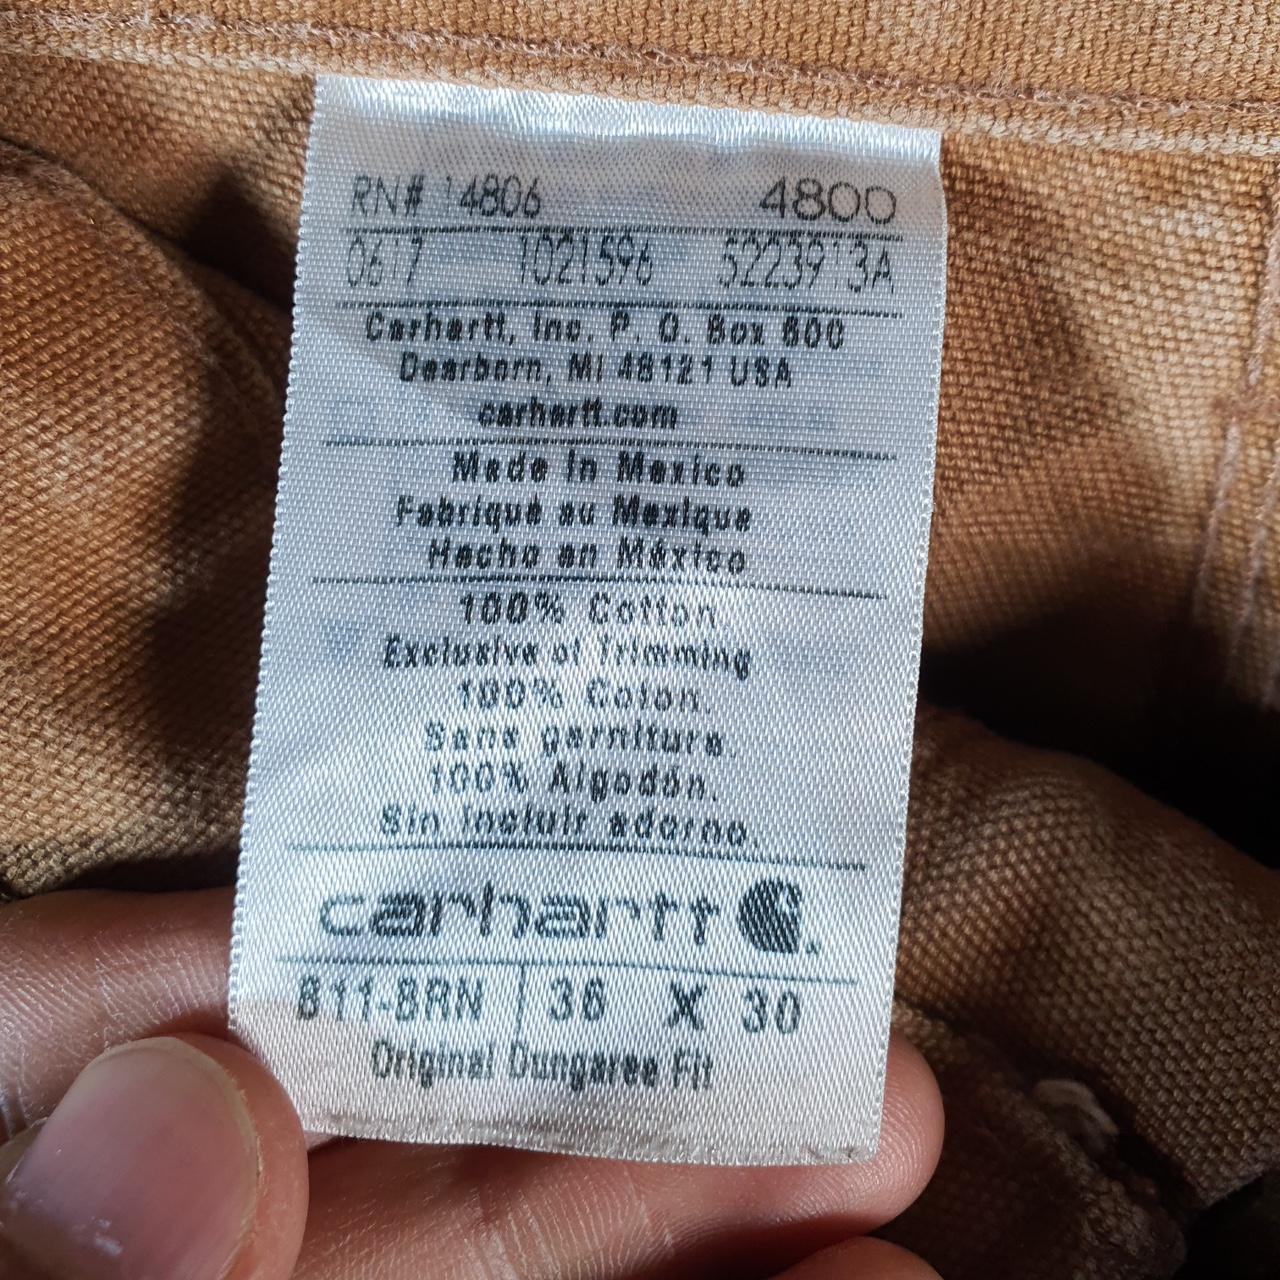 RN# 14806 4800
0617 1021596 5223913A
Carhartt, Inc. P. O. Box 600
Dearborn, MI 48121 USA
carhartt.com
Made in Mexico
Fabriqué au Mexique
Hecho en México
100% Cotton.
Exclusive of Trimming
100% Coton.
Sans garniture.
100% Algodón.
Sin incluir adorno.
carhartt
B11-BRN 36 X 30
Original Dungaree Fit